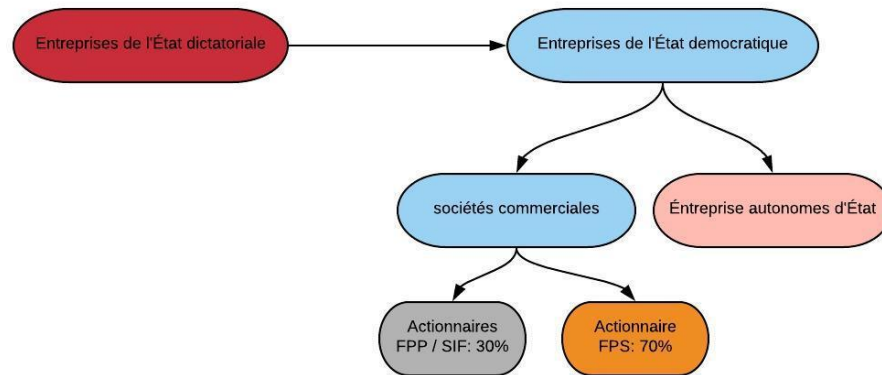 Entreprises de l'État dictatoriale
Entreprises de l'État democratique
sociétés commerciales
Éntreprise autonomes d'État
Actionnaires
FPP / SIF: 30%
Actionnaire
FPS: 70%